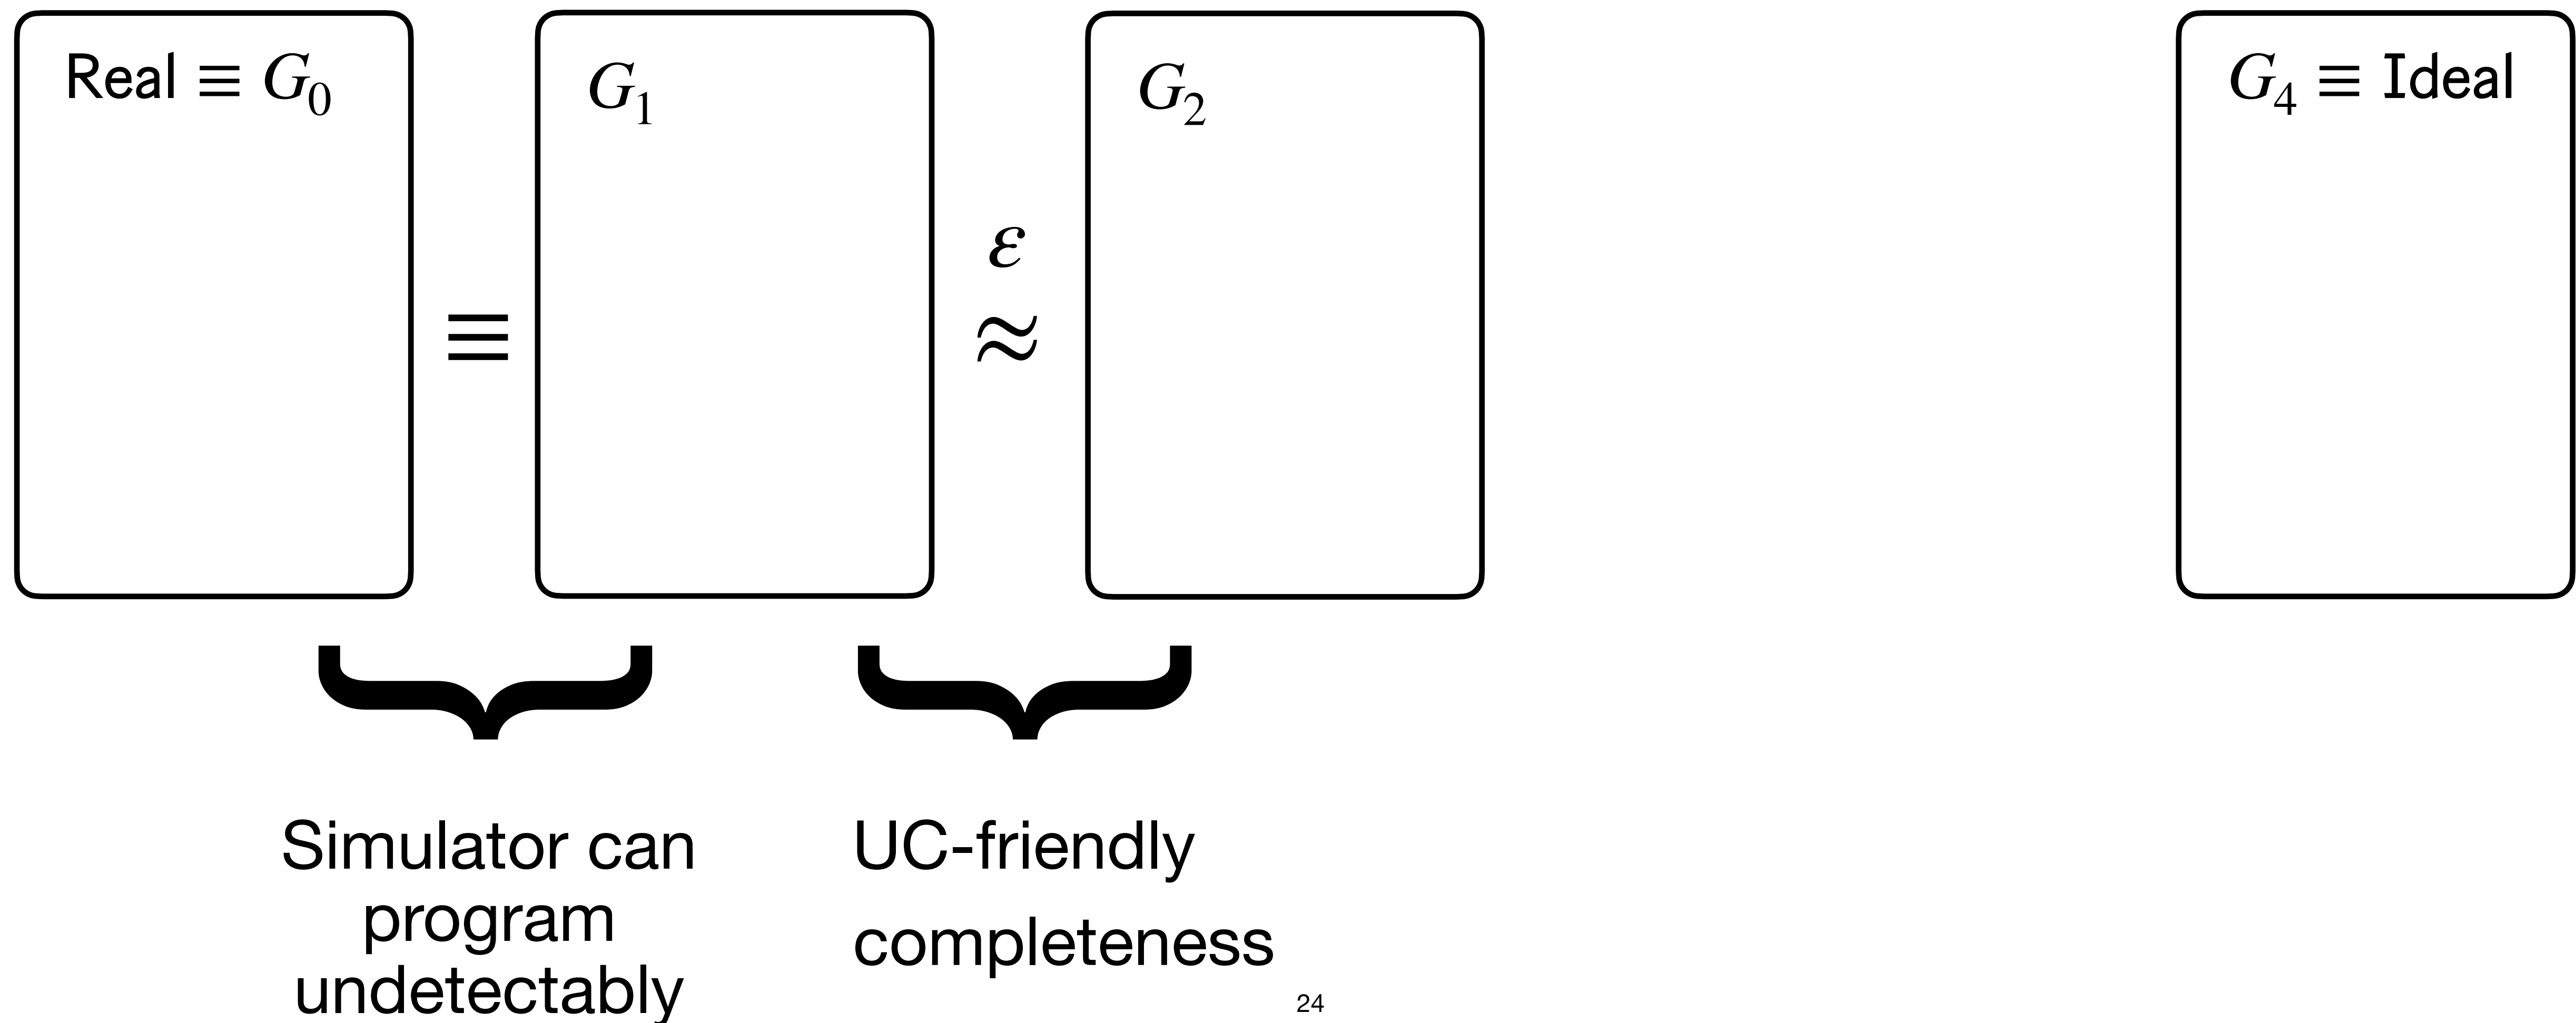 Real ≡ G₀
G₁
G₂
G₄ ≡ Ideal
≡
ε
≈
Simulator can
program
undetectably
UC-friendly
completeness
24